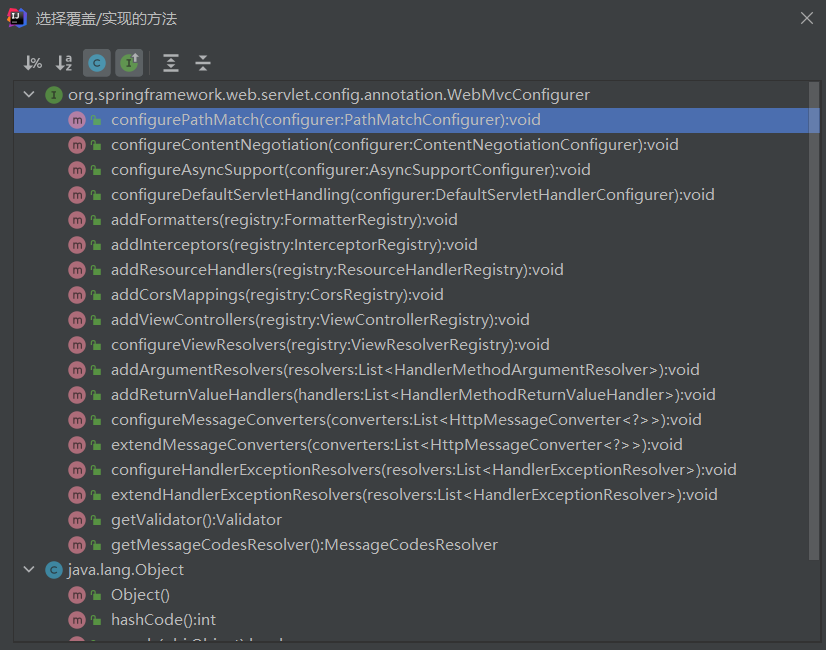 选择覆盖/实现的方法
org.springframework.web.servlet.config.annotation.WebMvcConfigurer
configurePathMatch(configurer:PathMatchConfigurer):void
configureContentNegotiation(configurer:ContentNegotiationConfigurer):void
configureAsyncSupport(configurer:AsyncSupportConfigurer):void
configureDefaultServletHandling(configurer:DefaultServletHandlerConfigurer):void
addFormatters(registry:FormatterRegistry):void
addInterceptors(registry:InterceptorRegistry):void
addResourceHandlers(registry:ResourceHandlerRegistry):void
addCorsMappings(registry:CorsRegistry):void
addViewControllers(registry:ViewControllerRegistry):void
configureViewResolvers(registry:ViewResolverRegistry):void
addArgumentResolvers(resolvers:List<HandlerMethodArgumentResolver>):void
addReturnValueHandlers(handlers:List<HandlerMethodReturnValueHandler>):void
configureMessageConverters(converters:List<HttpMessageConverter<?>>):void
extendMessageConverters(converters:List<HttpMessageConverter<?>>):void
configureHandlerExceptionResolvers(resolvers:List<HandlerExceptionResolver>):void
extendHandlerExceptionResolvers(resolvers:List<HandlerExceptionResolver>):void
getValidator():Validator
getMessageCodesResolver():MessageCodesResolver
java.lang.Object
Object()
hashCode():int